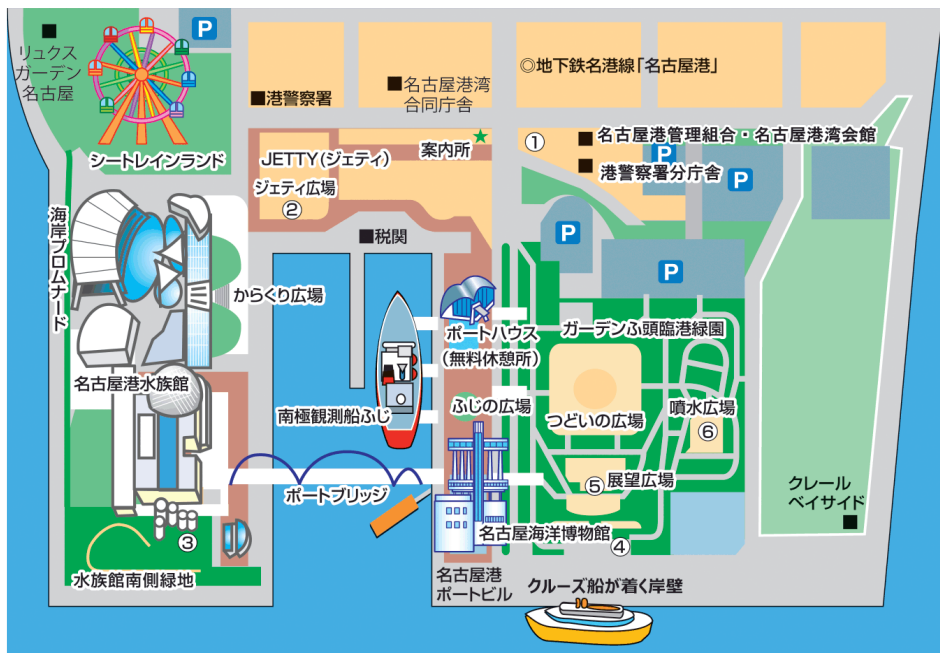 P
リュクス
ガーデン
名古屋
シートレインランド
■港警察署
■名古屋港湾
合同庁舎
◎地下鉄名港線「名古屋港」
案内所
①
名古屋港管理組合・名古屋港湾会館
P
港警察署分庁舎
P
JETTY(ジェティ)
ジェティ広場
②
■税関
P
P
海岸プロムナード
からくり広場
ポートハウス
(無料休憩所)
ガーデンふ頭臨港緑園
名古屋港水族館
南極観測船ふじ
ふじの広場
つどいの広場
噴水広場
⑥
ポートブリッジ
⑤展望広場
クレール
ベイサイド
名古屋海洋博物館
③
④
水族館南側緑地
名古屋港
ポートビル
クルーズ船が着く岸壁